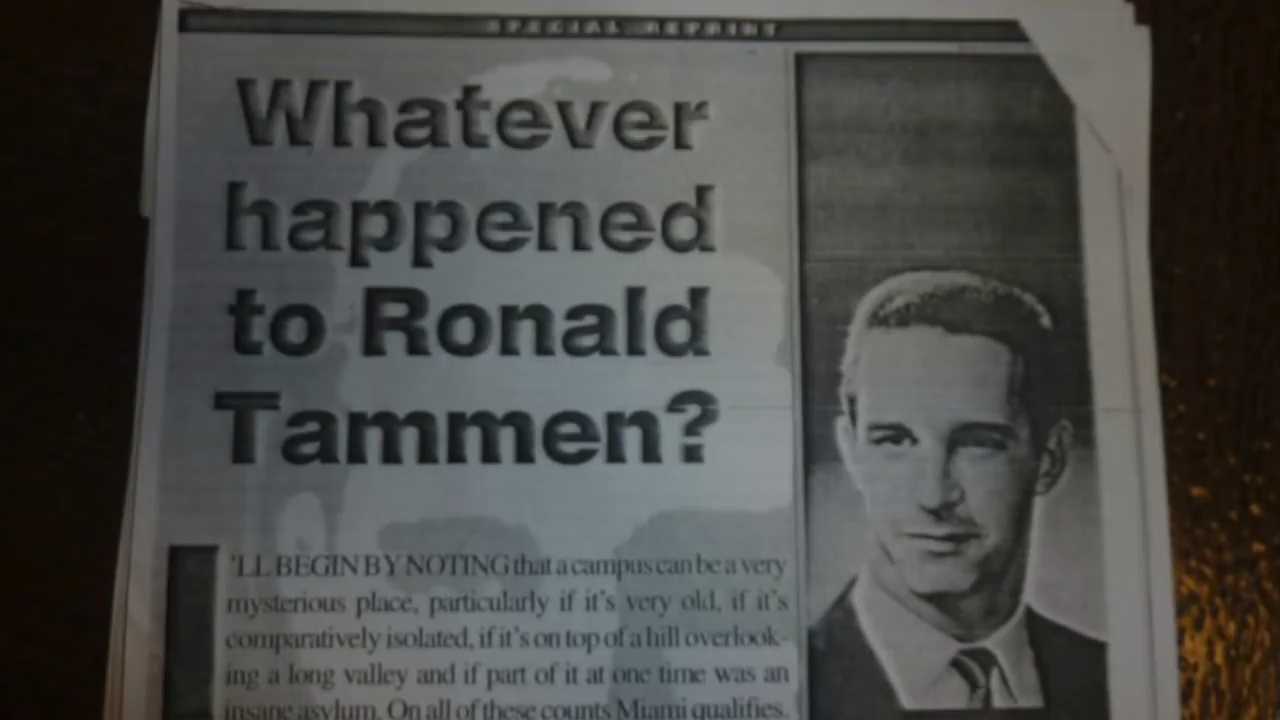 SPECIAL REPRINT
Whatever
happened
to Ronald
Tammen?
I'LL BEGIN BY NOTING that a campus can be a very
mysterious place, particularly if it's very old, if it's
comparatively isolated, if it's on top of a hill overlook-
ing a long valley and if part of it at one time was an
insane asylum. On all of these counts Miami qualifies.